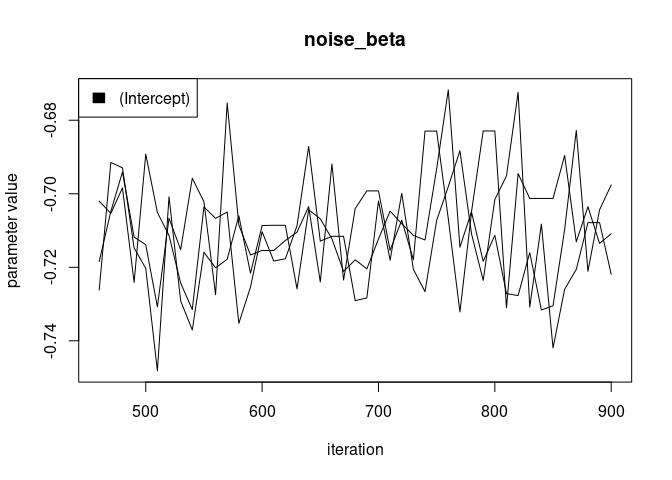 noise_beta
(Intercept)
parameter value
-0.68
-0.70
-0.72
-0.74
500 600 700 800 900
iteration